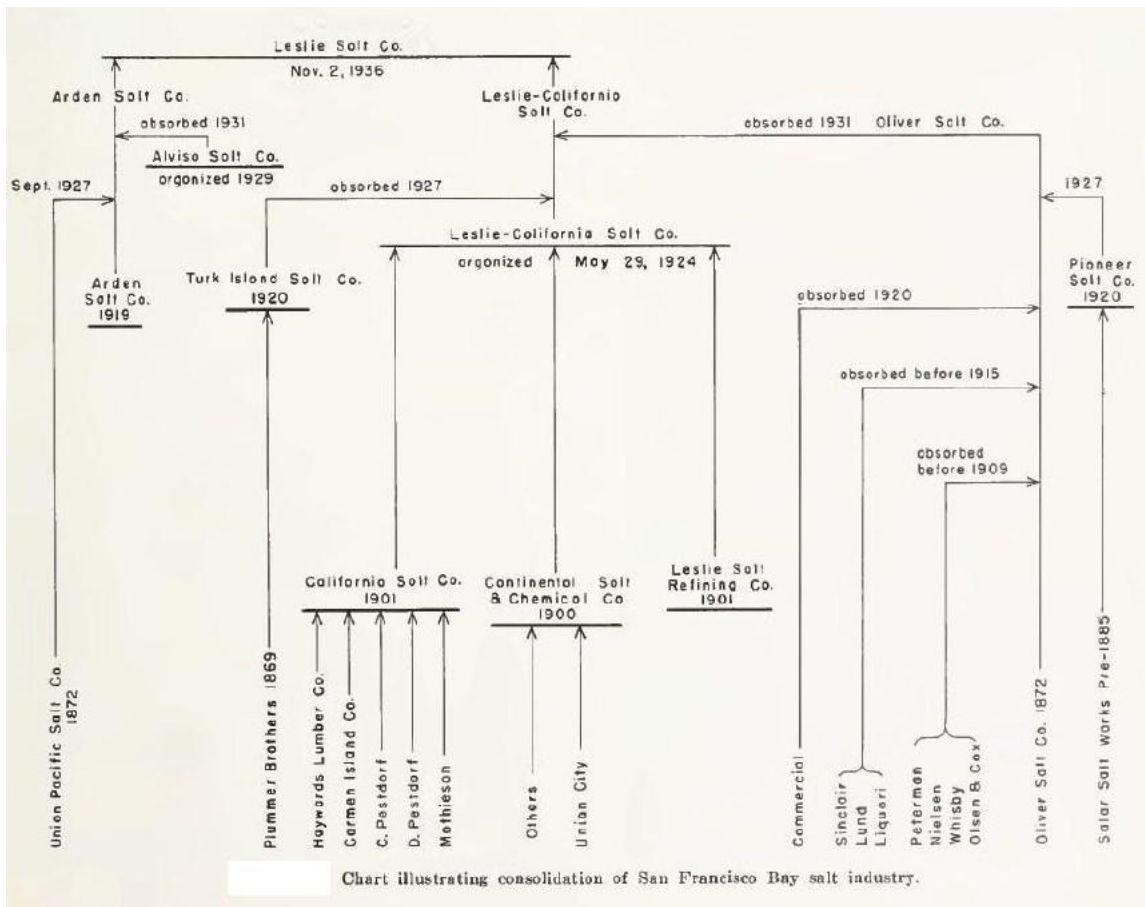 Leslie Salt Co.
Nov. 2, 1936
Arden Salt Co.
Leslie-California
Salt Co.
absorbed 1931
absorbed 1931 Oliver Salt Co.
Alviso Salt Co.
organized 1929
Sept. 1927
absorbed 1927
1927
Leslie-California Salt Co.
organized May 29, 1924
Arden
Salt Co.
1919
Turk Island Salt Co.
1920
Pioneer
Salt Co.
1920
absorbed 1920
absorbed before 1915
absorbed
before 1909
California Salt Co.
1901
Continental Salt
& Chemical Co
1900
Leslie Salt
Refining Co.
1901
Union Pacific Salt Co.
1872
Plummer Brothers 1869
Haywards Lumber Co.
Carmen Island Co.
C. Pestdorf
D. Pestdorf
Mathieson
Others
Union City
Commercial
Sinclair
Lund
Liquori
Peterman
Nielsen
Whisby
Olsen & Cox
Oliver Salt Co. 1872
Solar Salt Works Pre-1885
Chart illustrating consolidation of San Francisco Bay salt industry.